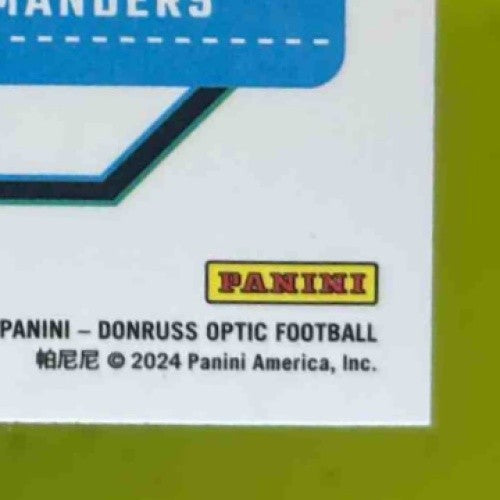 MANDERS
PANINI
PANINI – DONRUSS OPTIC FOOTBALL
帕尼尼 © 2024 Panini America, Inc.